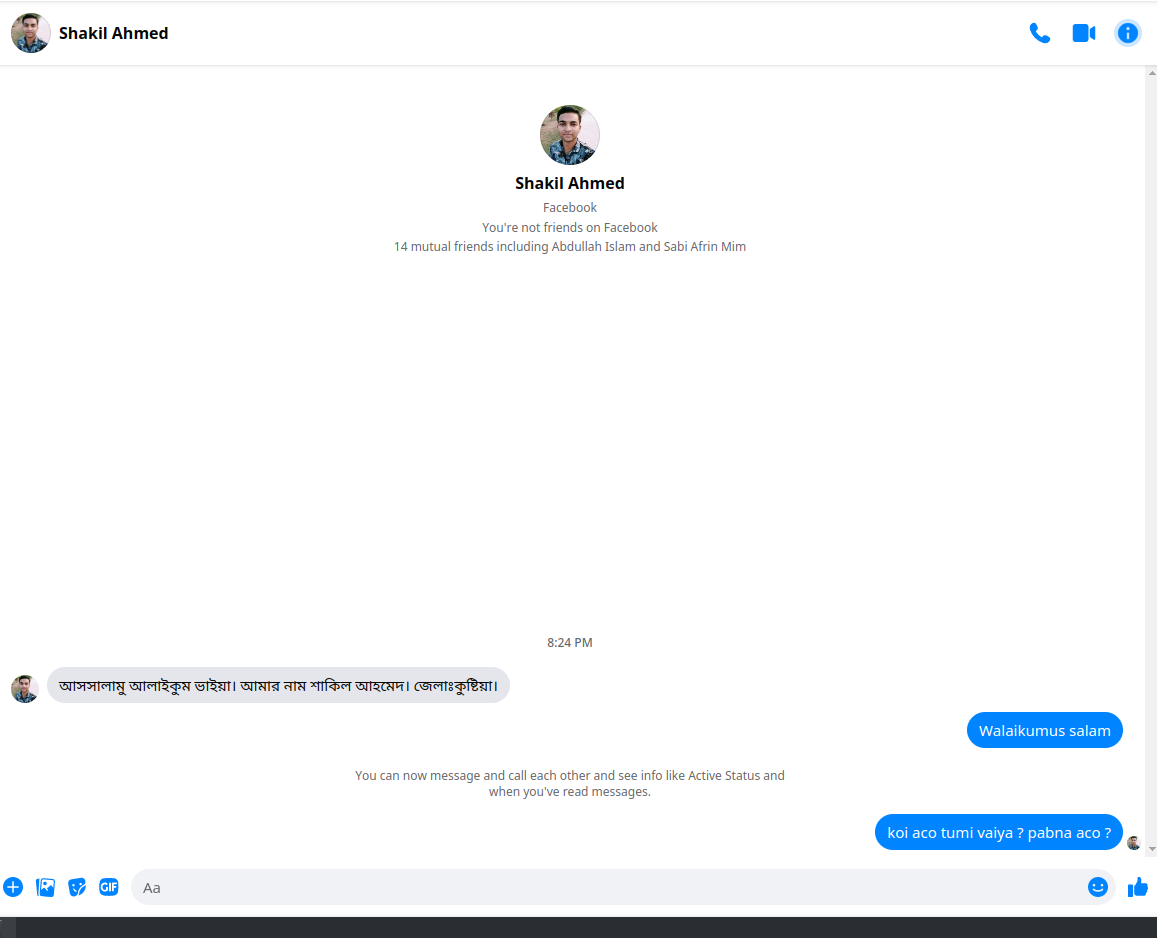 Shakil Ahmed
Shakil Ahmed
Facebook
You're not friends on Facebook
14 mutual friends including Abdullah Islam and Sabi Afrin Mim
8:24 PM
আসসালামু আলাইকুম ভাইয়া। আমার নাম শাকিল আহমেদ। জেলাঃকুষ্টিয়া।
Walaikumus salam
You can now message and call each other and see info like Active Status and
when you've read messages.
koi aco tumi vaiya ? pabna aco ?
GIF
Aa